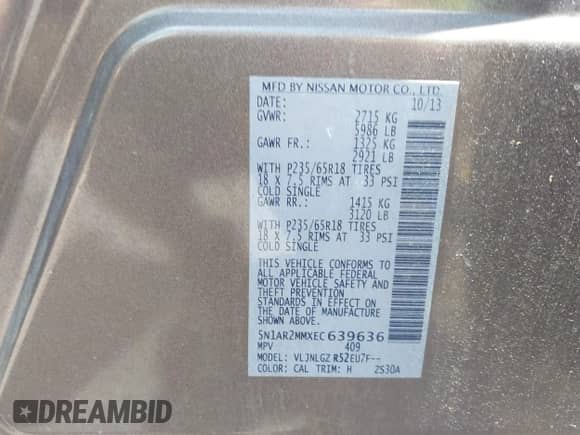 MFD BY NISSAN MOTOR CO., LTD.
DATE: 10/13
GVWR: 2715 KG
5986 LB
GAWR FR.: 1325 KG
2921 LB
WITH P235/65R18 TIRES
18 X 7.5 RIMS AT 33 PSI
COLD SINGLE
GAWR RR.: 1415 KG
3120 LB
WITH P235/65R18 TIRES
18 X 7.5 RIMS AT 33 PSI
COLD SINGLE
THIS VEHICLE CONFORMS TO
ALL APPLICABLE FEDERAL
MOTOR VEHICLE SAFETY AND
THEFT PREVENTION
STANDARDS IN EFFECT ON
THE DATE OF MANUFACTURE
SHOWN ABOVE.
5N1AR2MMXEC639636
MPV 409
MODEL: VLJNLGZ R52EU7F--
COLOR: CAL TRIM: H ZS30A
DREAMBID